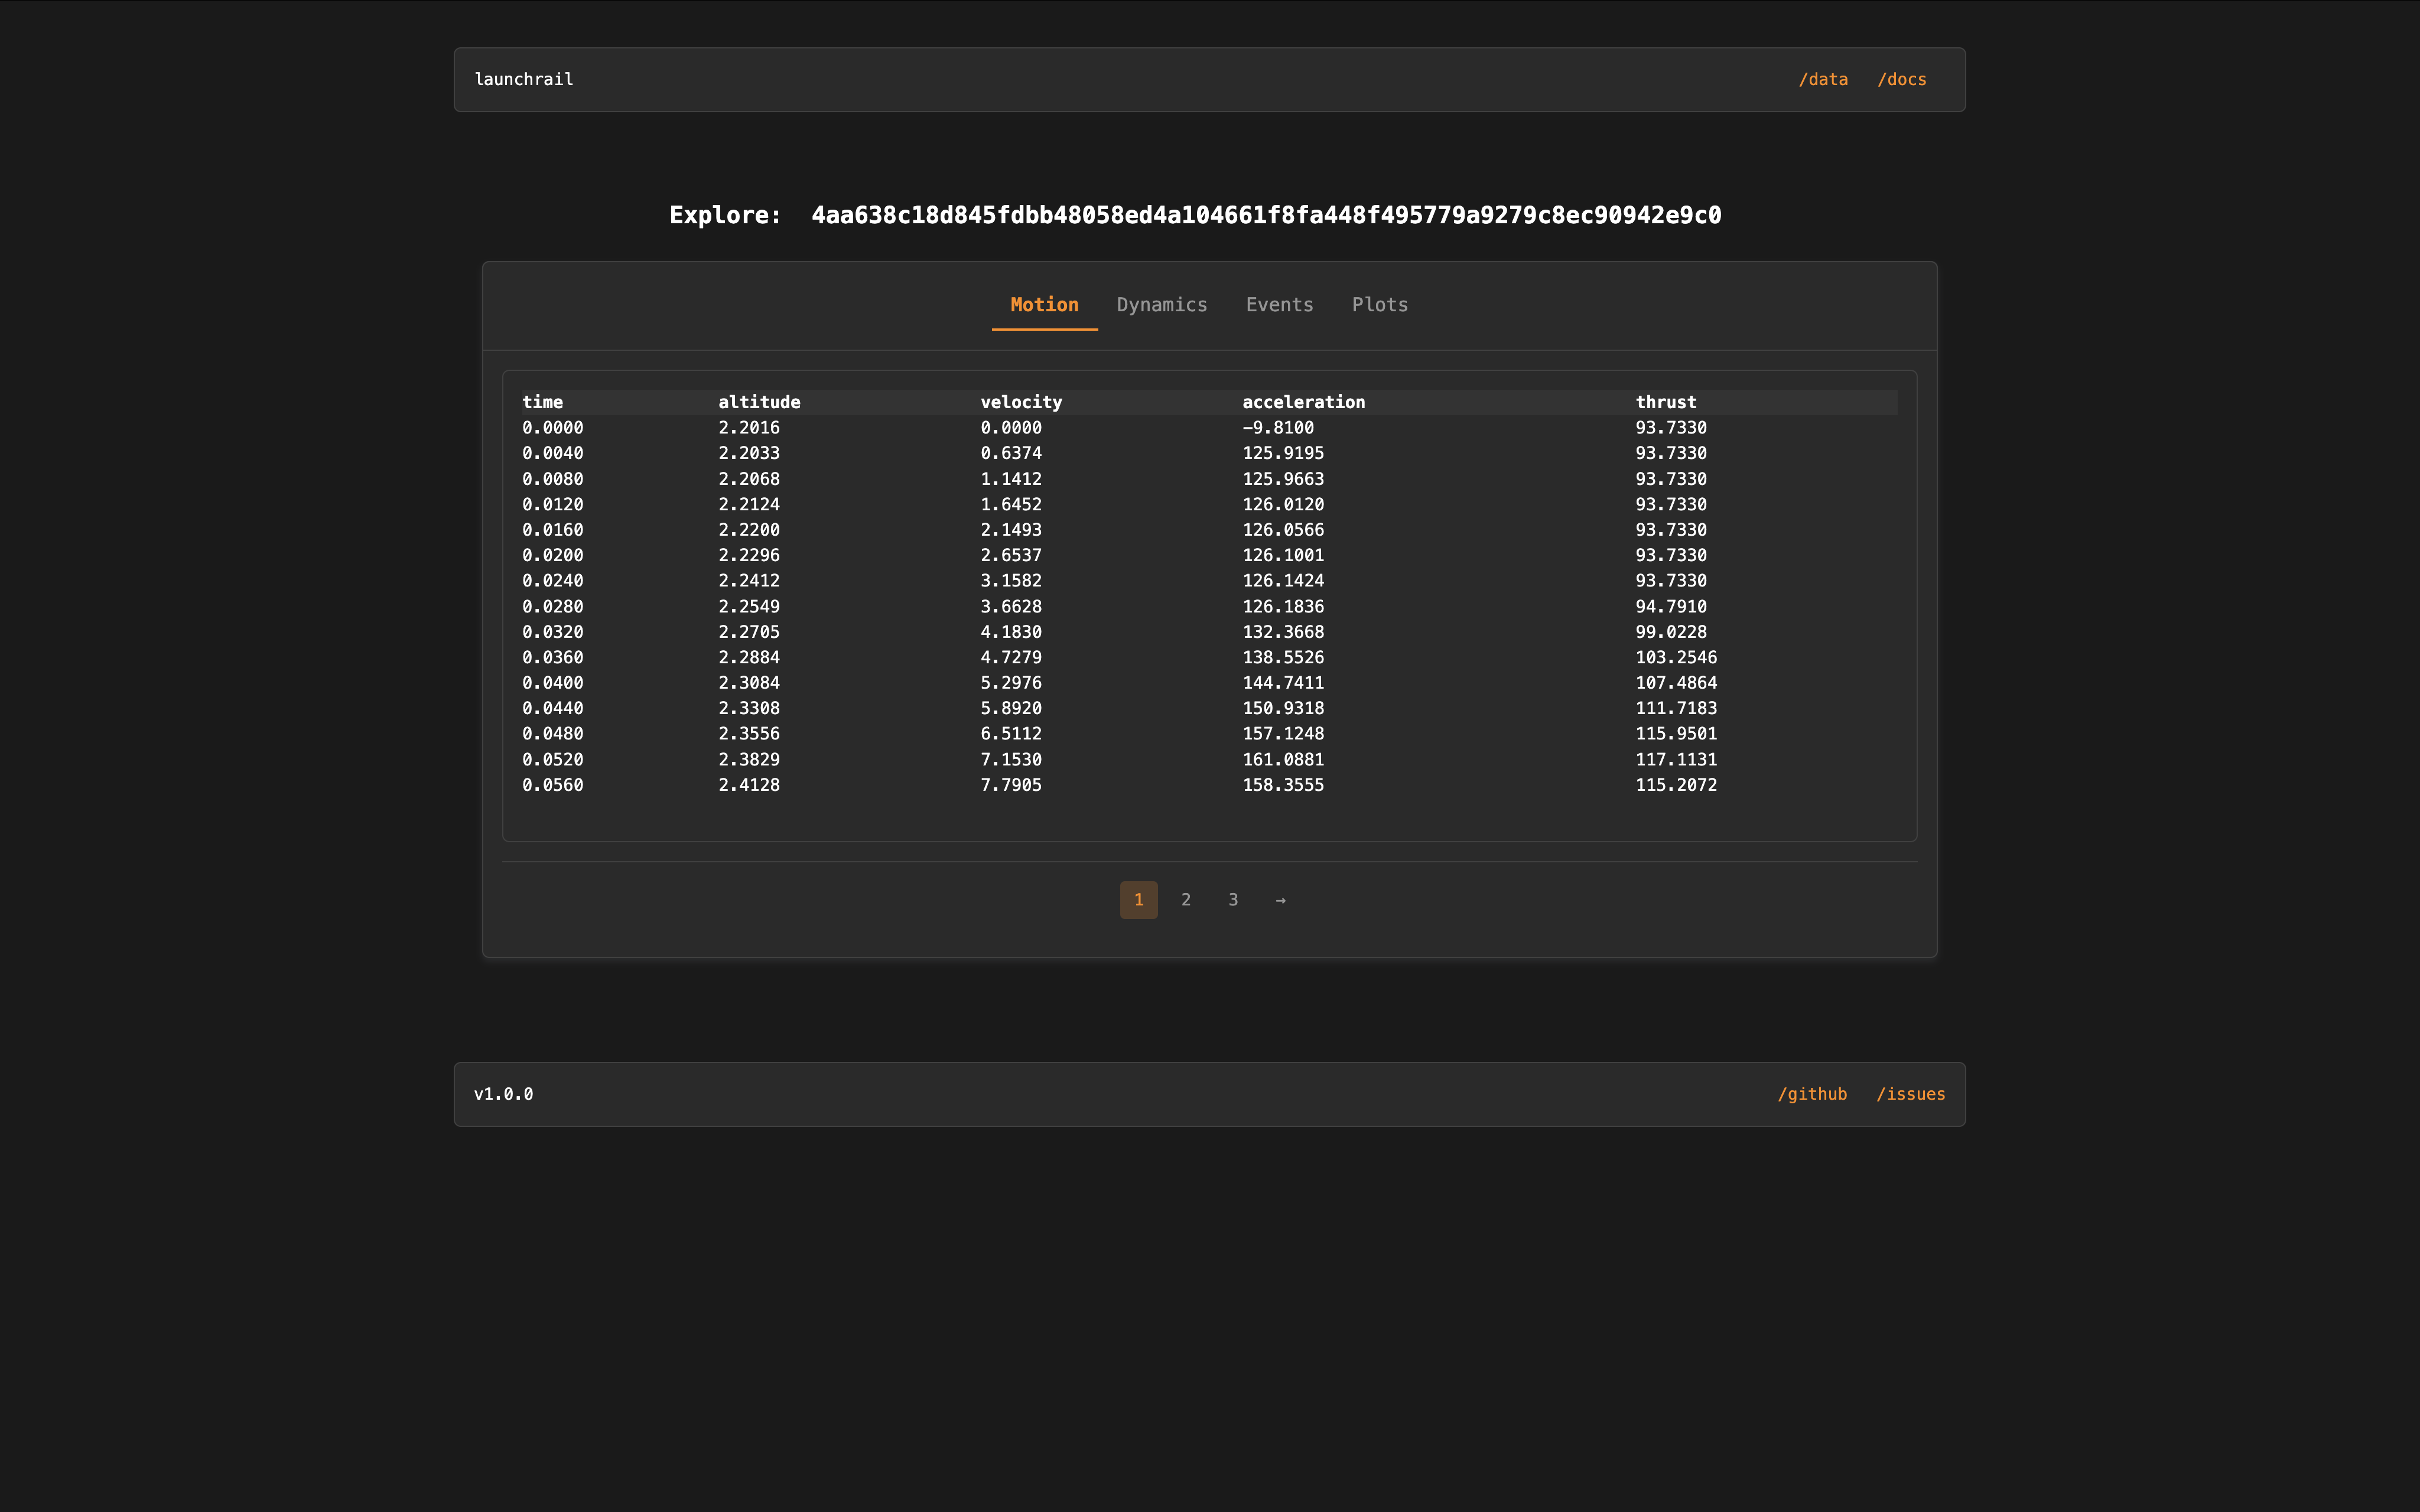 launchrail /data /docs
Explore: 4aa638c18d845fdbb48058ed4a104661f8fa448f495779a9279c8ec90942e9c0
Motion Dynamics Events Plots
time altitude velocity acceleration thrust
0.0000 2.2016 0.0000 −9.8100 93.7330
0.0040 2.2033 0.6374 125.9195 93.7330
0.0080 2.2068 1.1412 125.9663 93.7330
0.0120 2.2124 1.6452 126.0120 93.7330
0.0160 2.2200 2.1493 126.0566 93.7330
0.0200 2.2296 2.6537 126.1001 93.7330
0.0240 2.2412 3.1582 126.1424 93.7330
0.0280 2.2549 3.6628 126.1836 94.7910
0.0320 2.2705 4.1830 132.3668 99.0228
0.0360 2.2884 4.7279 138.5526 103.2546
0.0400 2.3084 5.2976 144.7411 107.4864
0.0440 2.3308 5.8920 150.9318 111.7183
0.0480 2.3556 6.5112 157.1248 115.9501
0.0520 2.3829 7.1530 161.0881 117.1131
0.0560 2.4128 7.7905 158.3555 115.2072
1 2 3 →
v1.0.0 /github /issues